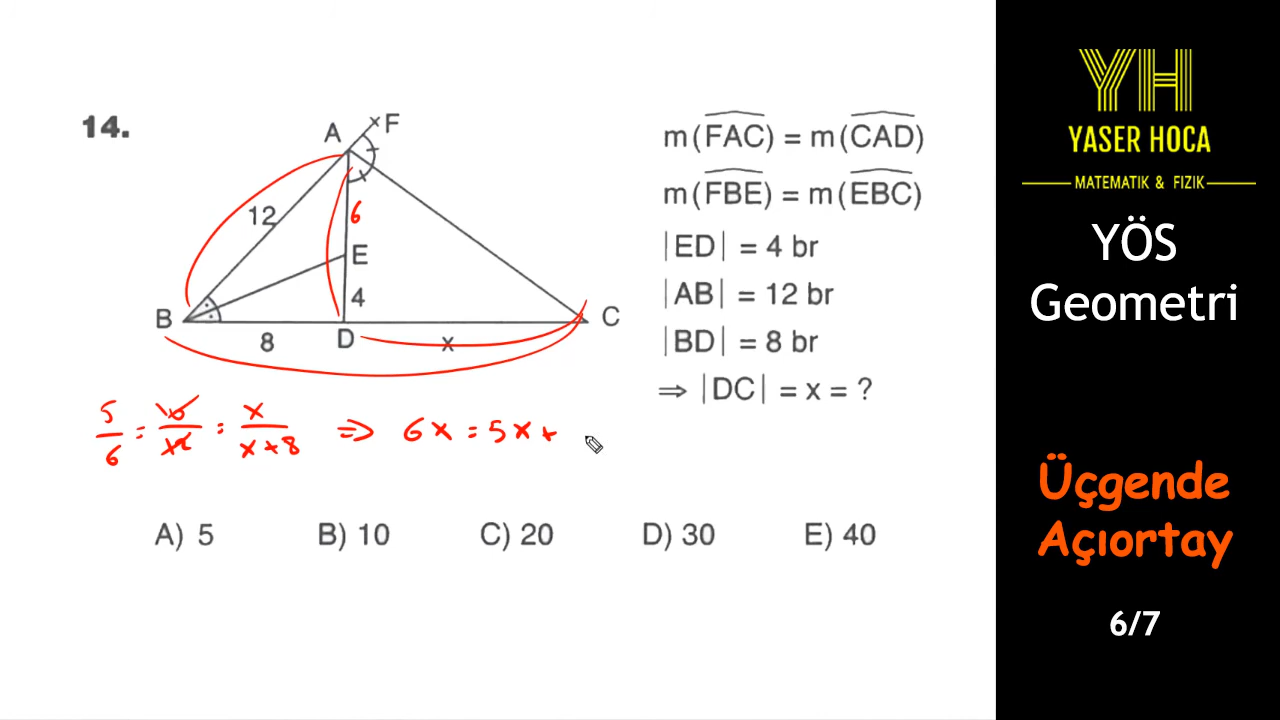 14.
A
F
12
6
E
4
B
8
D
x
C
m(FAC) = m(CAD)
m(FBE) = m(EBC)
|ED| = 4 br
|AB| = 12 br
|BD| = 8 br
⇒ |DC| = x = ?
5/6 = 10/12 = x/x+8 ⇒ 6x = 5x+
A) 5 B) 10 C) 20 D) 30 E) 40
YH
YASER HOCA
MATEMATIK & FIZIK
YÖS
Geometri
Üçgende
Açıortay
6/7